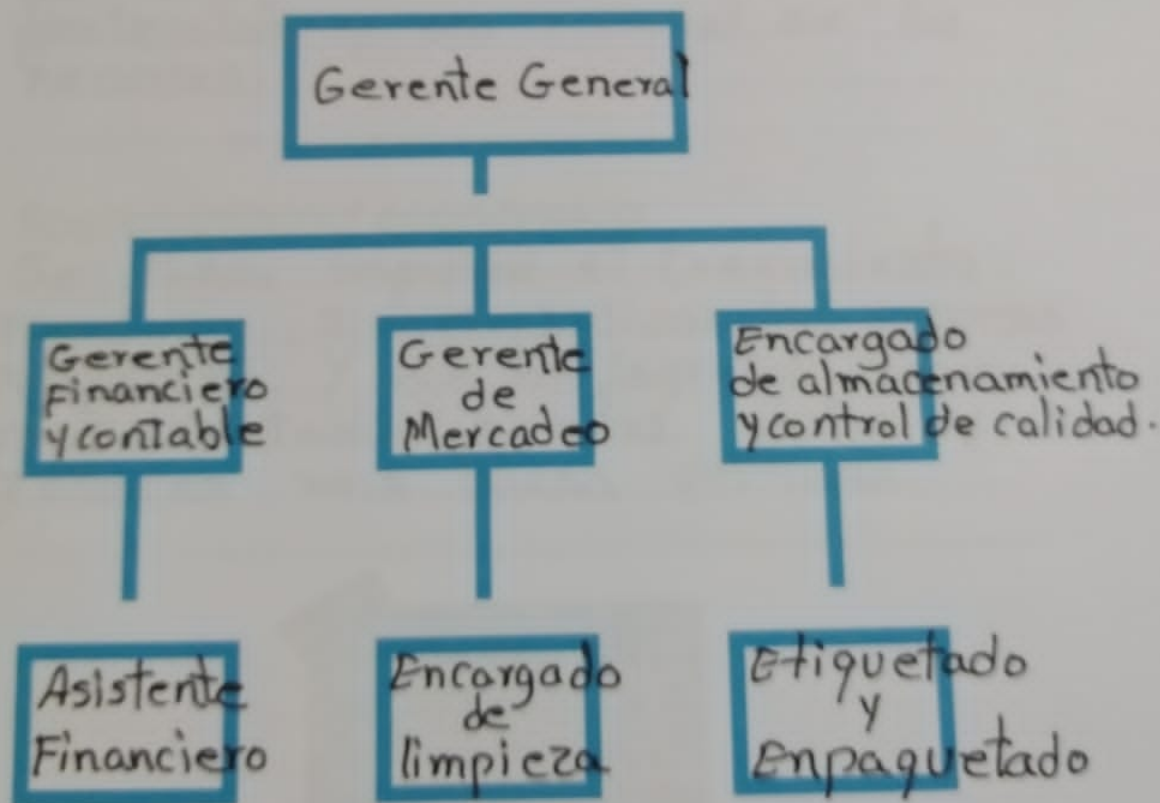 Gerente General
Gerente
Financiero
y contable
Gerente
de
Mercadeo
Encargado
de almacenamiento
y control de calidad.
Asistente
Financiero
Encargado
de
limpieza
Etiquetado
y
Enpaquetado